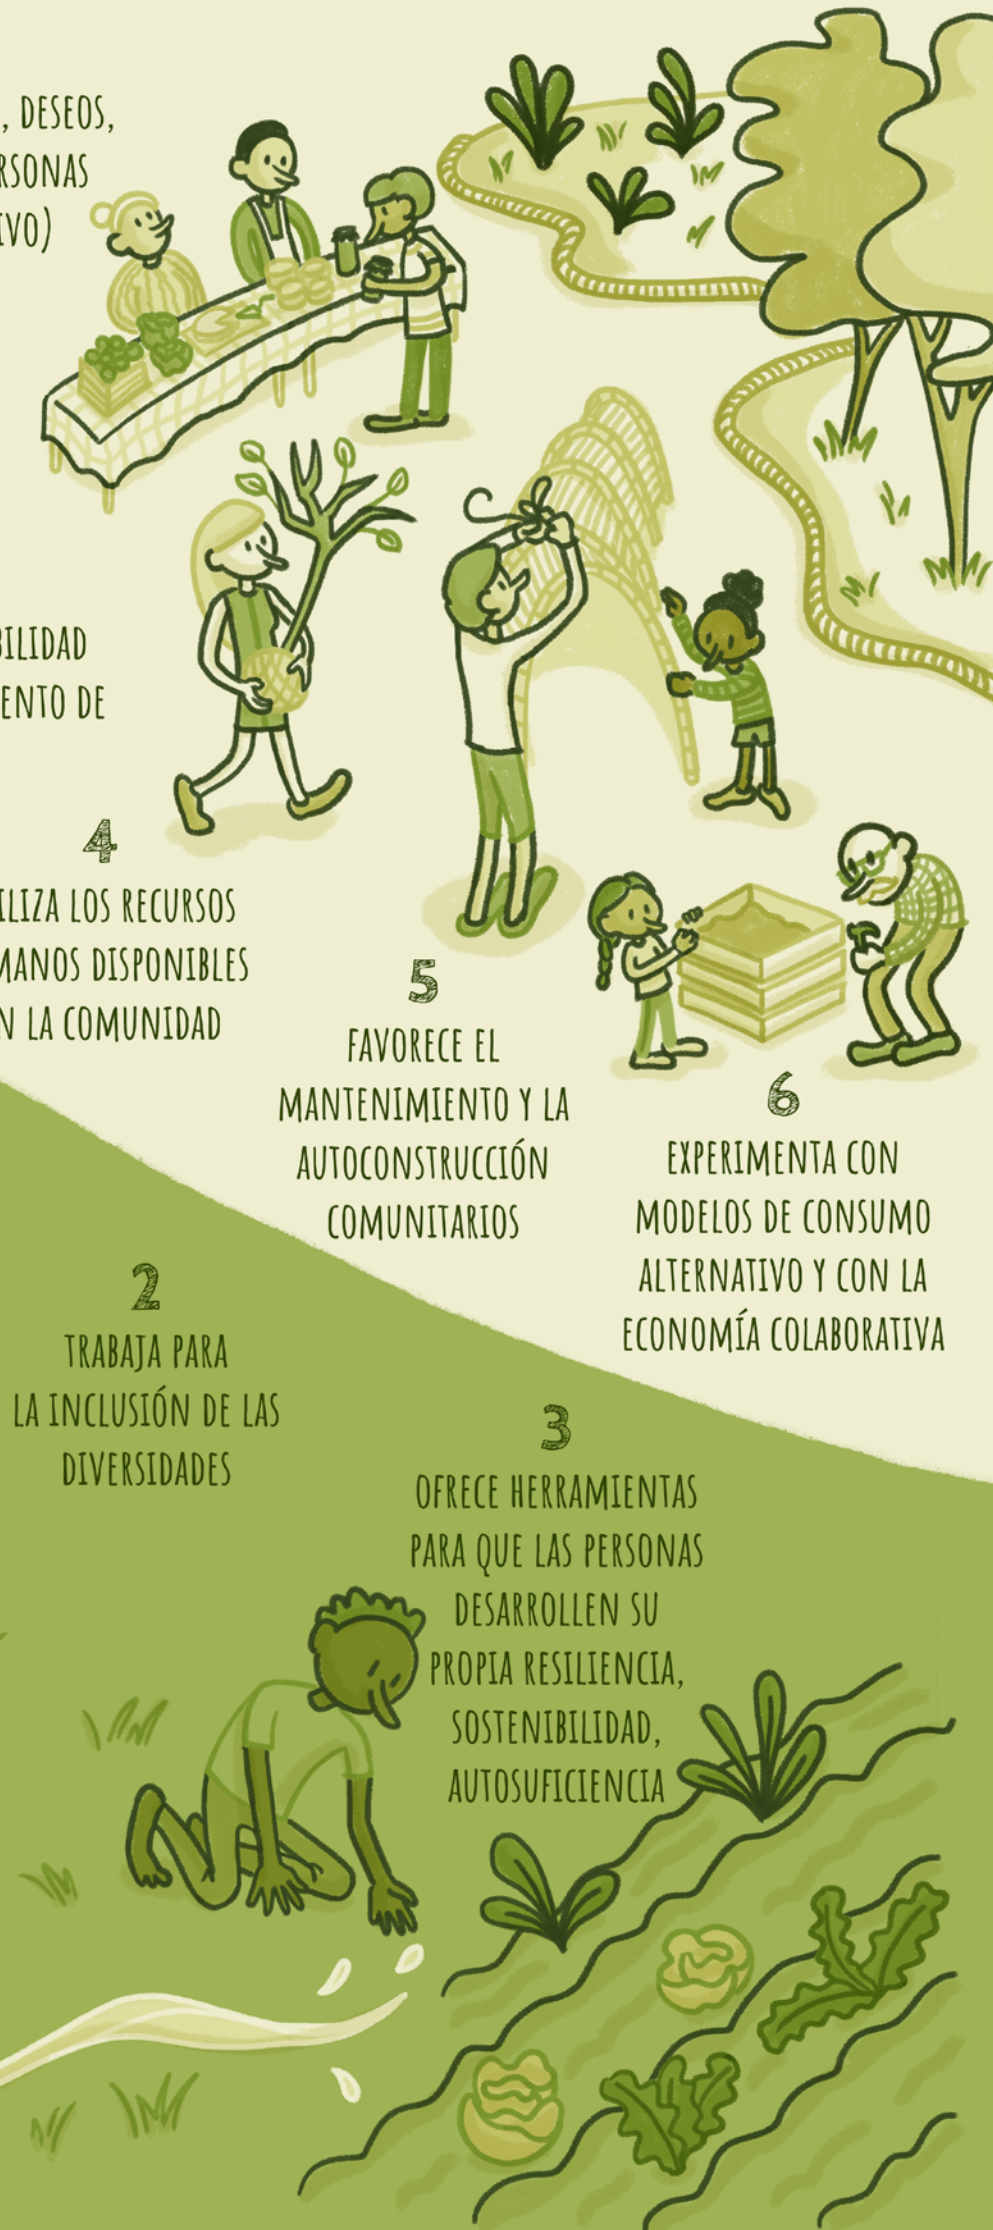 , DESEOS,
RSONAS
IVO)
BILIDAD
ENTO DE
4
ILIZA LOS RECURSOS
MANOS DISPONIBLES
N LA COMUNIDAD
5
FAVORECE EL
MANTENIMIENTO Y LA
AUTOCONSTRUCCIÓN
COMUNITARIOS
6
EXPERIMENTA CON
MODELOS DE CONSUMO
ALTERNATIVO Y CON LA
ECONOMÍA COLABORATIVA
2
TRABAJA PARA
LA INCLUSIÓN DE LAS
DIVERSIDADES
3
OFRECE HERRAMIENTAS
PARA QUE LAS PERSONAS
DESARROLLEN SU
PROPIA RESILIENCIA,
SOSTENIBILIDAD,
AUTOSUFICIENCIA